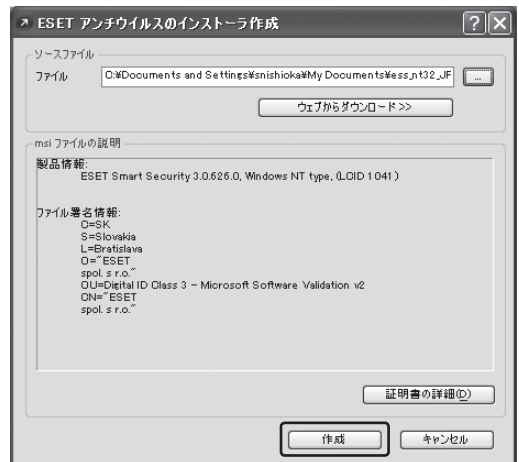 ESET アンチウイルスのインストーラ作成
ソースファイル
ファイル C:¥Documents and Settings¥snishioka¥My Documents¥ess_nt32_JF ...
ウェブからダウンロード >>
msi ファイルの説明
製品情報:
ESET Smart Security 3.0.626.0, Windows NT type, (LCID 1041)
ファイル署名情報:
C=SK
S=Slovakia
L=Bratislava
O="ESET
spol. s r.o."
OU=Digital ID Class 3 - Microsoft Software Validation v2
CN="ESET
spol. s r.o."
証明書の詳細(D)
作成 キャンセル